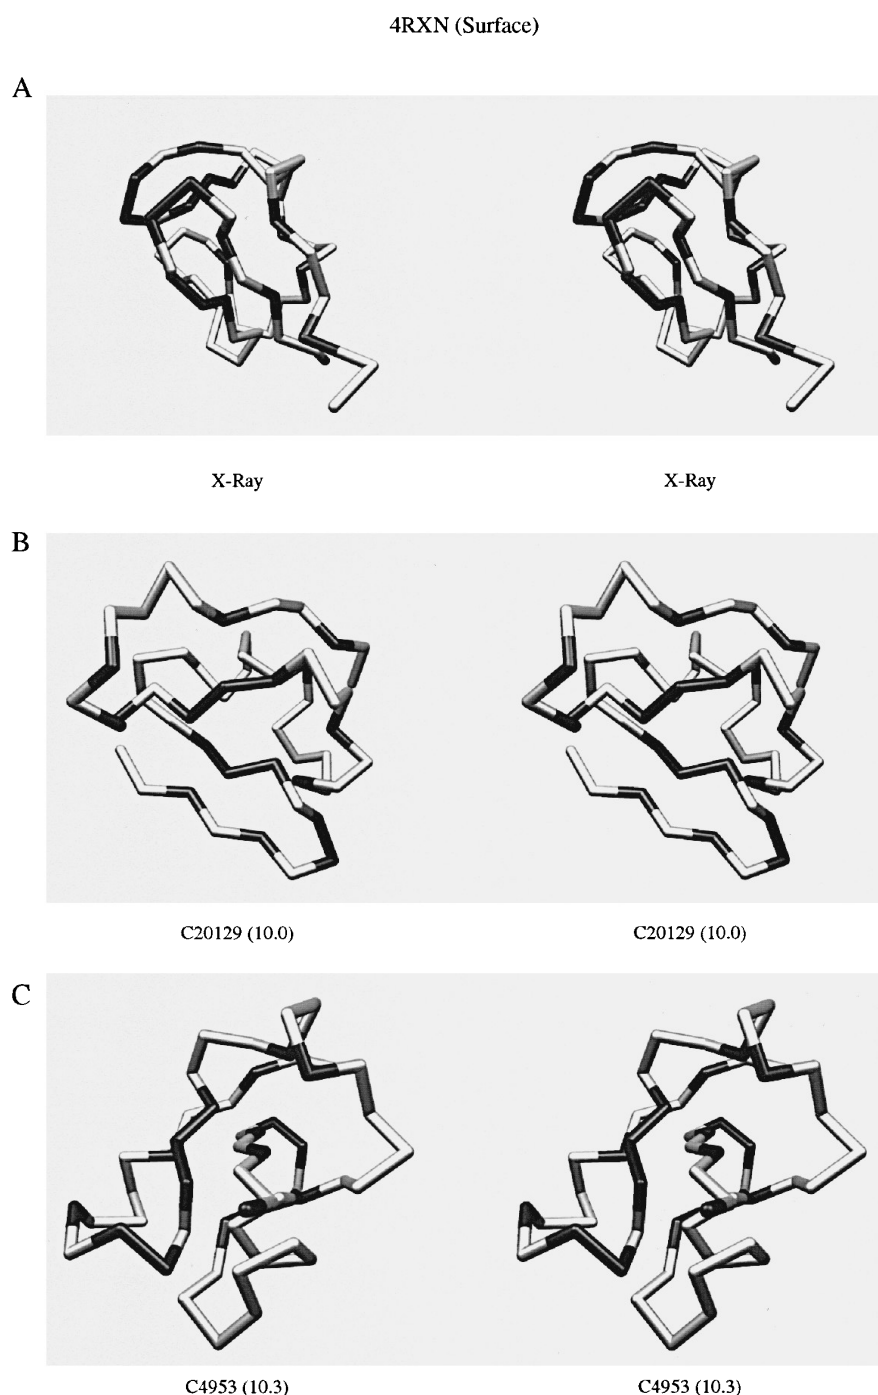 4RXN (Surface)
A
X-Ray X-Ray
B
C20129 (10.0) C20129 (10.0)
C
C4953 (10.3) C4953 (10.3)